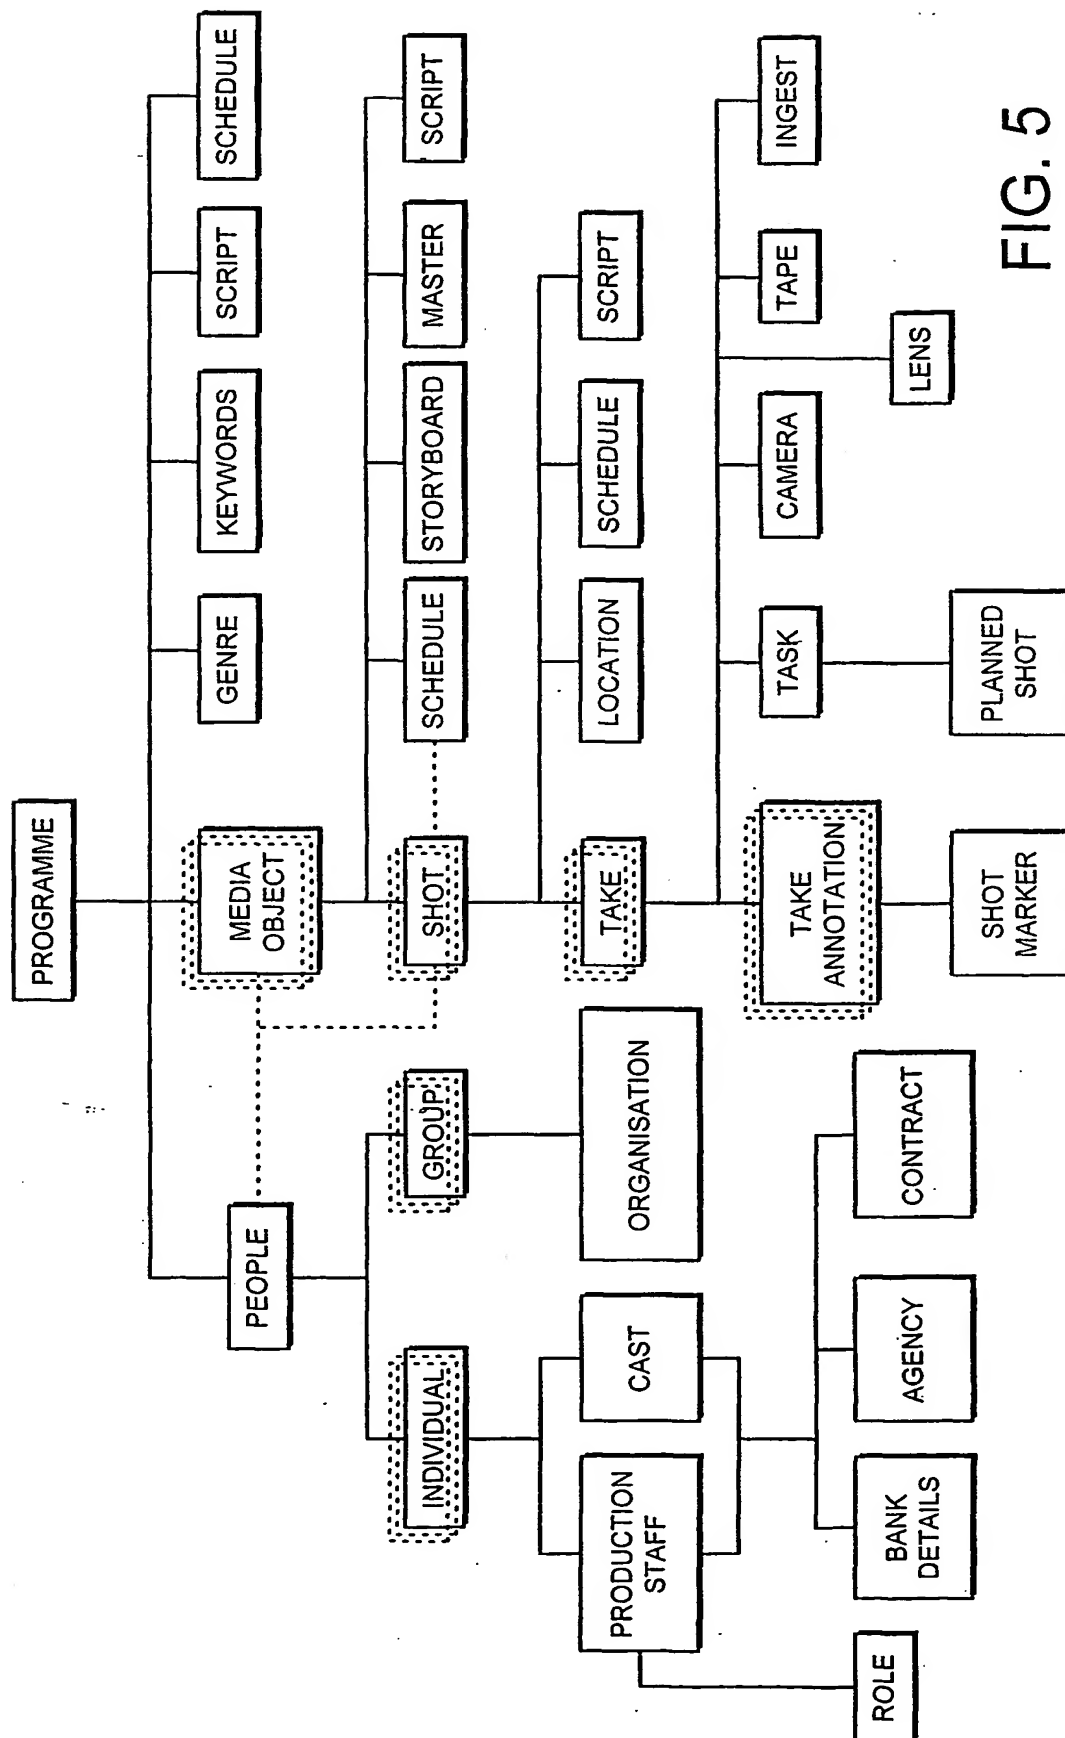 PROGRAMME
PEOPLE
MEDIA
OBJECT
GENRE
KEYWORDS
SCRIPT
SCHEDULE
INDIVIDUAL
GROUP
SHOT
SCHEDULE
STORYBOARD
MASTER
SCRIPT
PRODUCTION
STAFF
CAST
ORGANISATION
TAKE
LOCATION
SCHEDULE
SCRIPT
ROLE
BANK
DETAILS
AGENCY
CONTRACT
TAKE
ANNOTATION
TASK
CAMERA
LENS
TAPE
INGEST
SHOT
MARKER
PLANNED
SHOT
FIG. 5